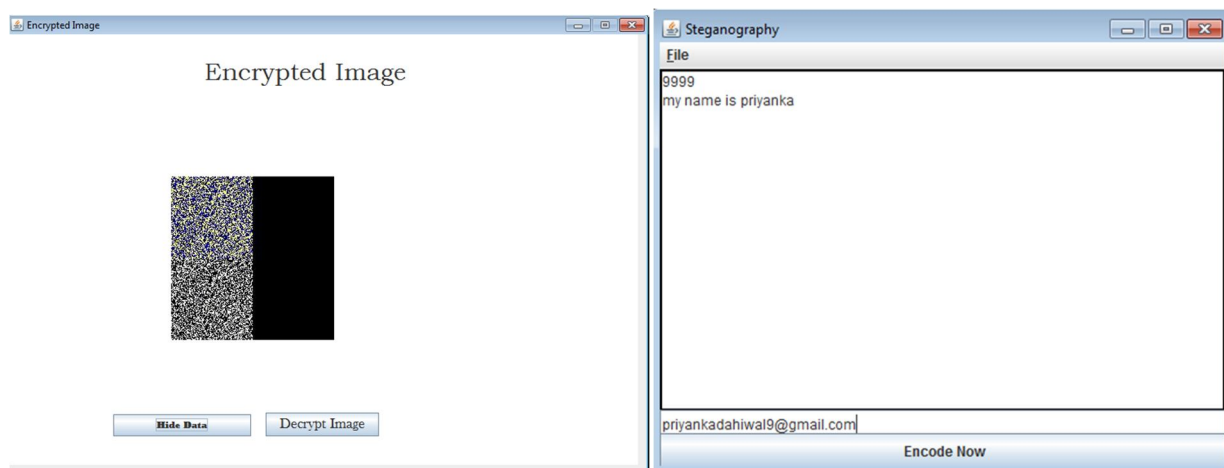 Encrypted Image
Encrypted Image
Hide Data
Decrypt Image
Steganography
File
9999
my name is priyanka
priyankadahiwal9@gmail.com
Encode Now